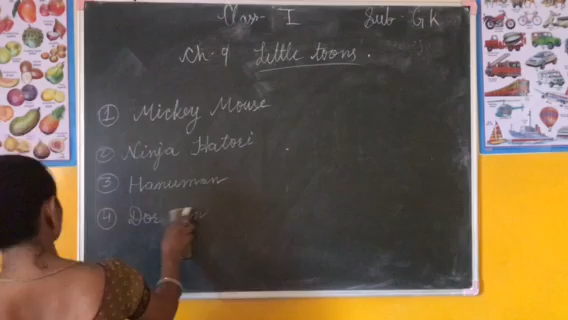 Class- I Sub- GK
Ch- 9 Little toons.
① Mickey Mouse
② Ninja Hatori
③ Hanuman
④